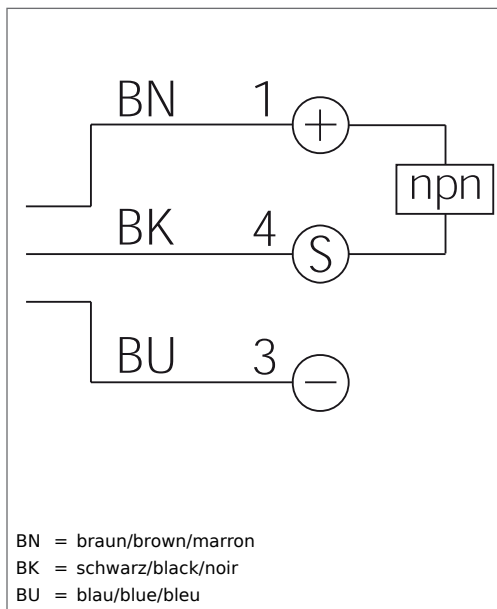 BN 1 +
npn
BK 4 S
BU 3 −
BN = braun/brown/marron
BK = schwarz/black/noir
BU = blau/blue/bleu